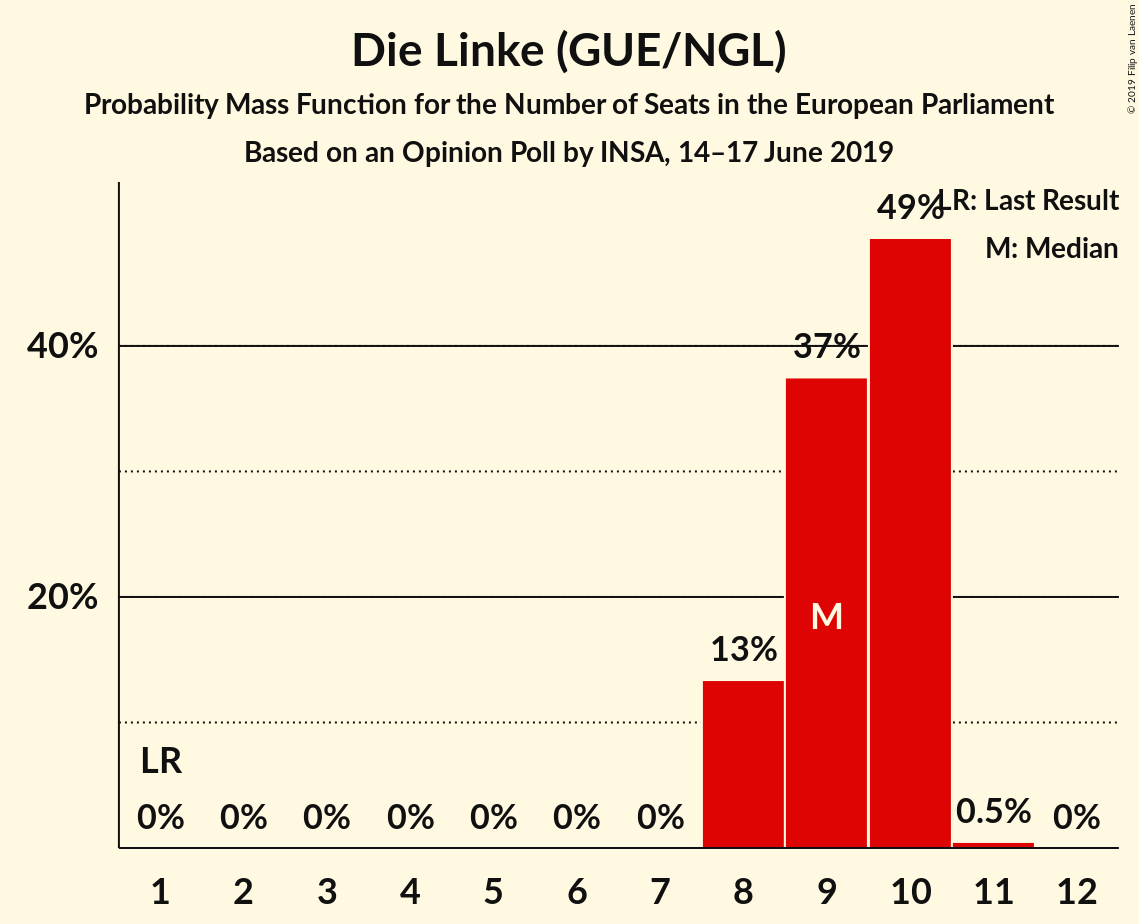 Die Linke (GUE/NGL)
Probability Mass Function for the Number of Seats in the European Parliament
Based on an Opinion Poll by INSA, 14–17 June 2019
© 2019 Filip van Laenen
LR: Last Result
M: Median
49%
40%
37%
20%
M
13%
LR
0% 0% 0% 0% 0% 0% 0% 0.5% 0%
1 2 3 4 5 6 7 8 9 10 11 12